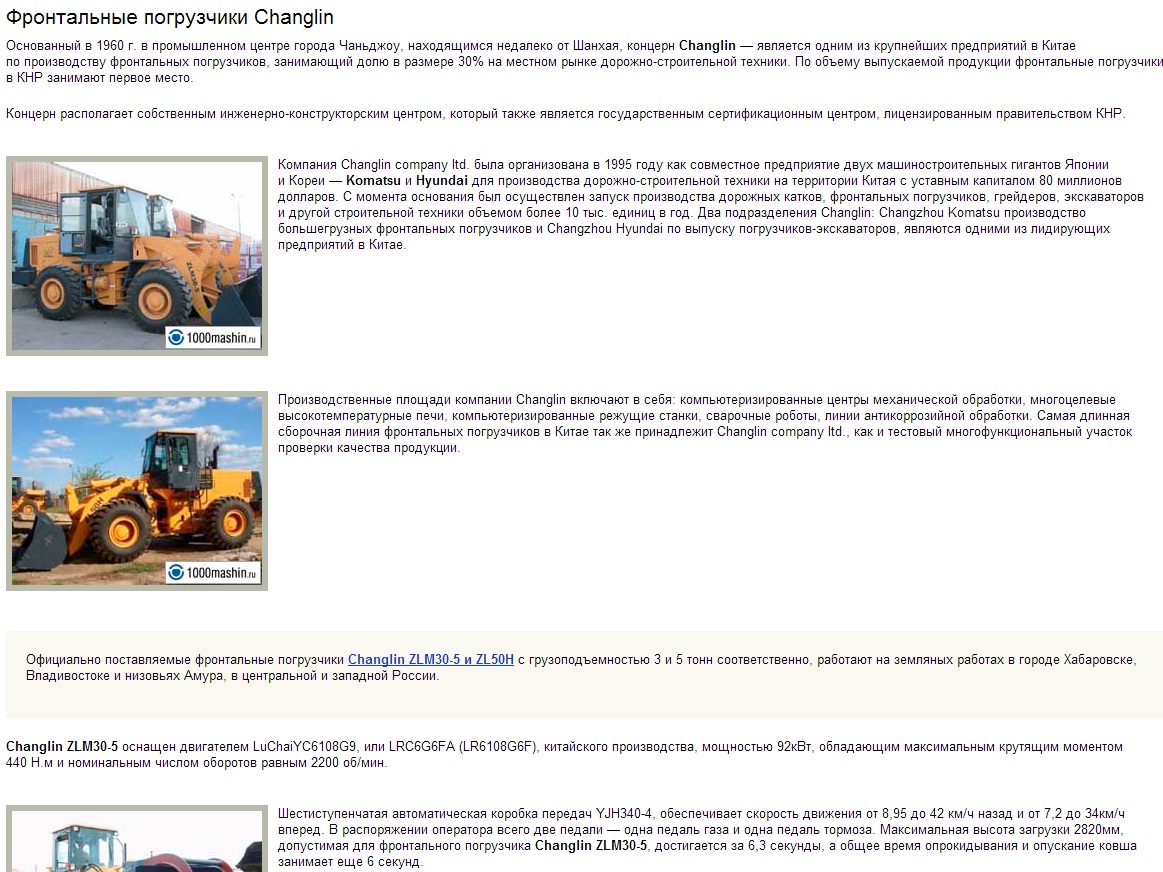 Фронтальные погрузчики Changlin
Основанный в 1960 г. в промышленном центре города Чаньджоу, находящимся недалеко от Шанхая, концерн Changlin — является одним из крупнейших предприятий в Китае
по производству фронтальных погрузчиков, занимающий долю в размере 30% на местном рынке дорожно-строительной техники. По объему выпускаемой продукции фронтальные погрузчики
в КНР занимают первое место.
Концерн располагает собственным инженерно-конструкторским центром, который также является государственным сертификационным центром, лицензированным правительством КНР.
Компания Changlin company ltd. была организована в 1995 году как совместное предприятие двух машиностроительных гигантов Японии
и Кореи — Komatsu и Hyundai для производства дорожно-строительной техники на территории Китая с уставным капиталом 80 миллионов
долларов. С момента основания был осуществлен запуск производства дорожных катков, фронтальных погрузчиков, грейдеров, экскаваторов
и другой строительной техники объемом более 10 тыс. единиц в год. Два подразделения Changlin: Changzhou Komatsu производство
большегрузных фронтальных погрузчиков и Changzhou Hyundai по выпуску погрузчиков-экскаваторов, являются одними из лидирующих
предприятий в Китае.
ZLM30-5
1000mashin.ru
Производственные площади компании Changlin включают в себя: компьютеризированные центры механической обработки, многоцелевые
высокотемпературные печи, компьютеризированные режущие станки, сварочные роботы, линии антикоррозийной обработки. Самая длинная
сборочная линия фронтальных погрузчиков в Китае так же принадлежит Changlin company ltd., как и тестовый многофункциональный участок
проверки качества продукции.
1000mashin.ru
Официально поставляемые фронтальные погрузчики Changlin ZLM30-5 и ZL50H с грузоподъемностью 3 и 5 тонн соответственно, работают на земляных работах в городе Хабаровске,
Владивостоке и низовьях Амура, в центральной и западной России.
Changlin ZLM30-5 оснащен двигателем LuChaiYC6108G9, или LRC6G6FA (LR6108G6F), китайского производства, мощностью 92кВт, обладающим максимальным крутящим моментом
440 Н.м и номинальным числом оборотов равным 2200 об/мин.
Шестиступенчатая автоматическая коробка передач YJH340-4, обеспечивает скорость движения от 8,95 до 42 км/ч назад и от 7,2 до 34км/ч
вперед. В распоряжении оператора всего две педали — одна педаль газа и одна педаль тормоза. Максимальная высота загрузки 2820мм,
допустимая для фронтального погрузчика Changlin ZLM30-5, достигается за 6,3 секунды, а общее время опрокидывания и опускание ковша
занимает еще 6 секунд.